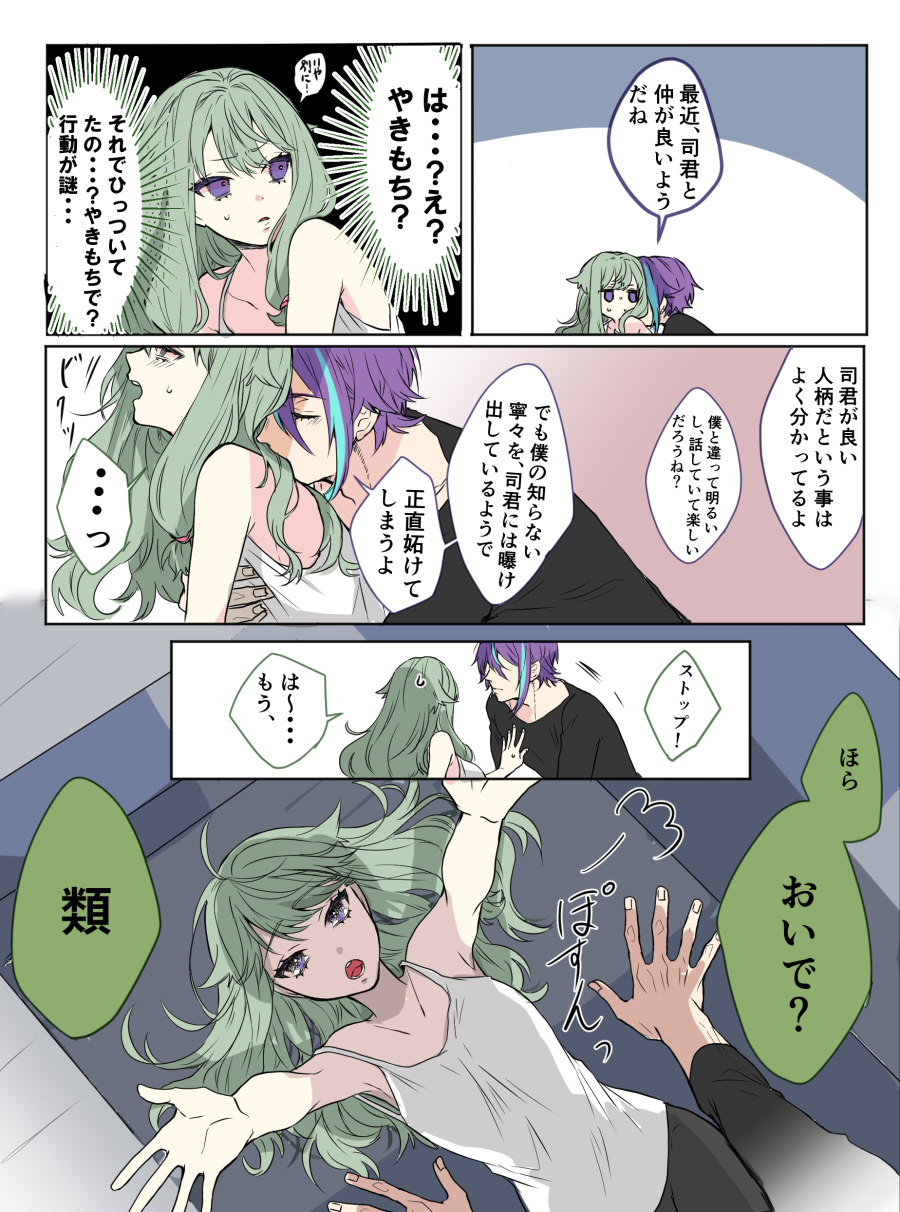 最近、司君と
仲が良いよう
だね
は・・・?え?
やきもち?
いや
別に…
それでひっついて
たの・・・?やきもちで?
行動が謎・・・
司君が良い
人柄だという事は
よく分かってるよ
僕と違って明るい
し、話していて楽しい
だろうね?
でも僕の知らない
寧々を、司君には曝け
出しているようで
正直妬けて
しまうよ
・・・っ
ストップ!
は〜・・・・
もう、
ほら
おいで?
ぽすんっ
類